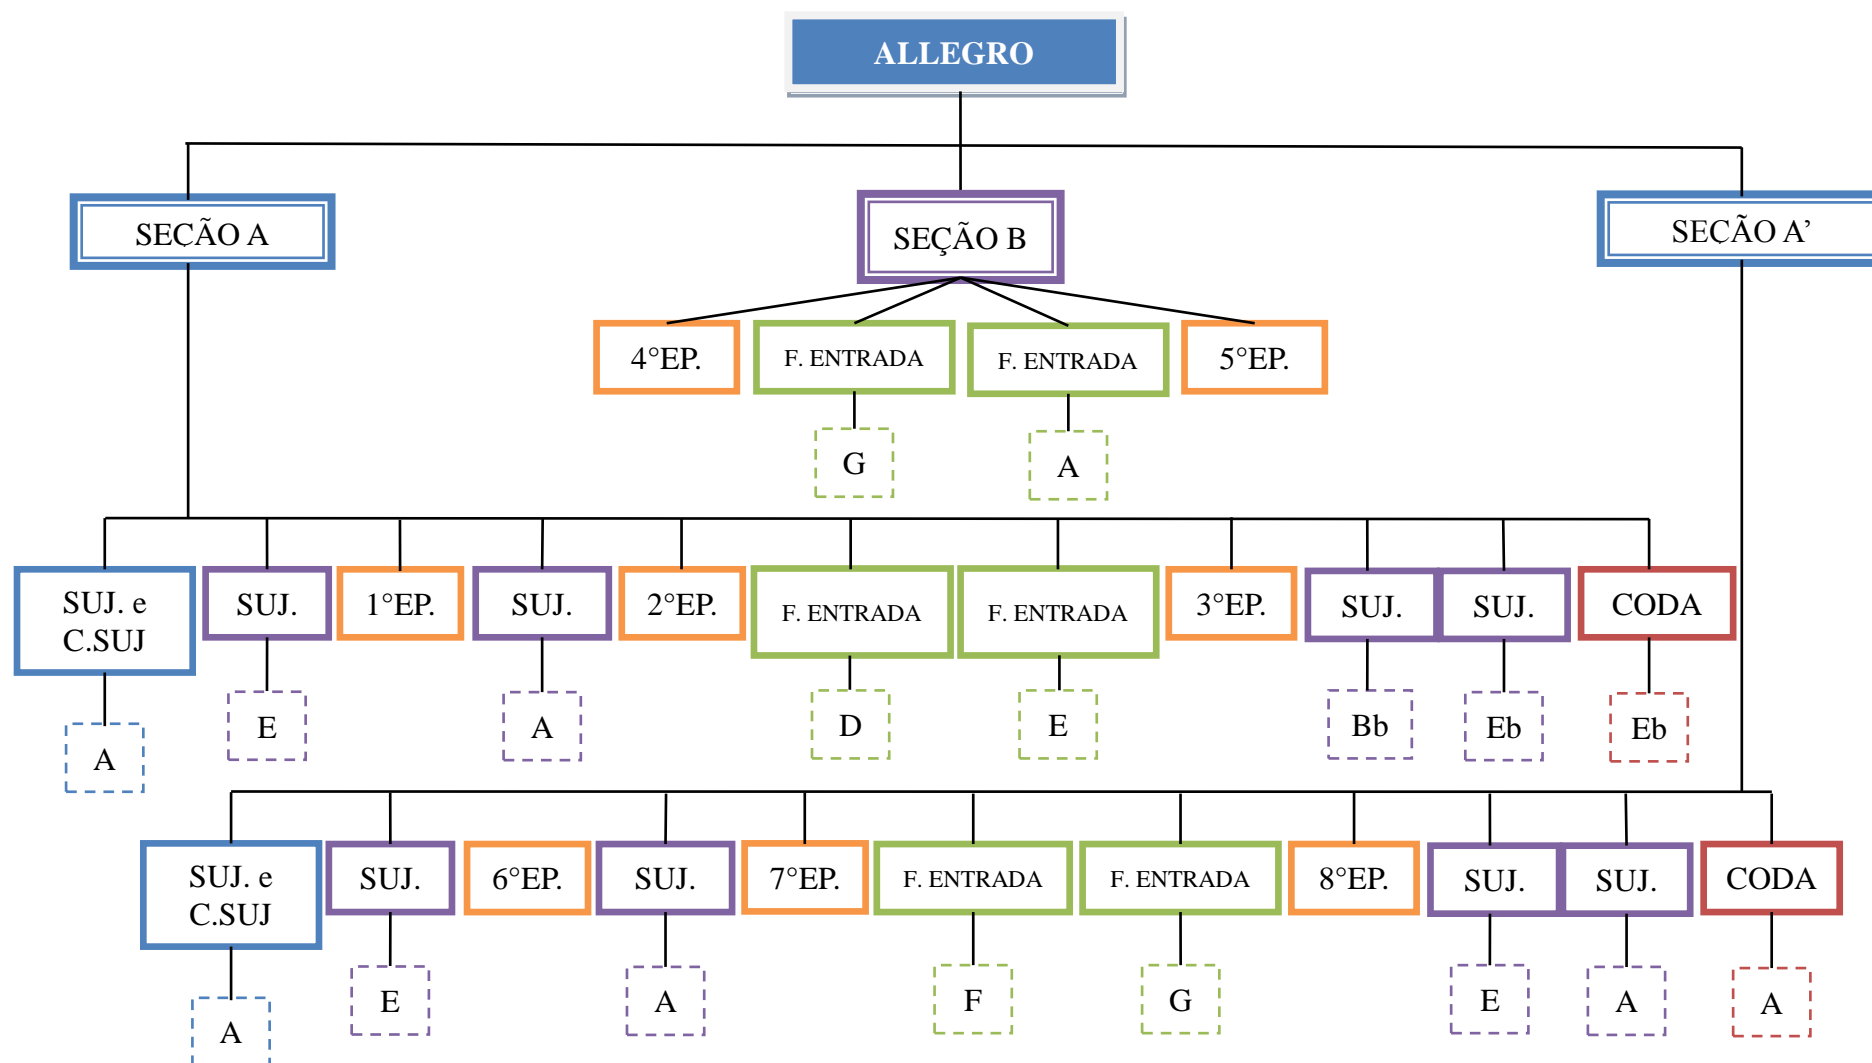 ALLEGRO
SEÇÃO A
SEÇÃO B
SEÇÃO A’
4°EP.
F. ENTRADA
F. ENTRADA
5°EP.
G
A
SUJ. e
C.SUJ
SUJ.
1°EP.
SUJ.
2°EP.
F. ENTRADA
F. ENTRADA
3°EP.
SUJ.
SUJ.
CODA
A
E
A
D
E
Bb
Eb
Eb
SUJ. e
C.SUJ
SUJ.
6°EP.
SUJ.
7°EP.
F. ENTRADA
F. ENTRADA
8°EP.
SUJ.
SUJ.
CODA
A
E
A
F
G
E
A
A